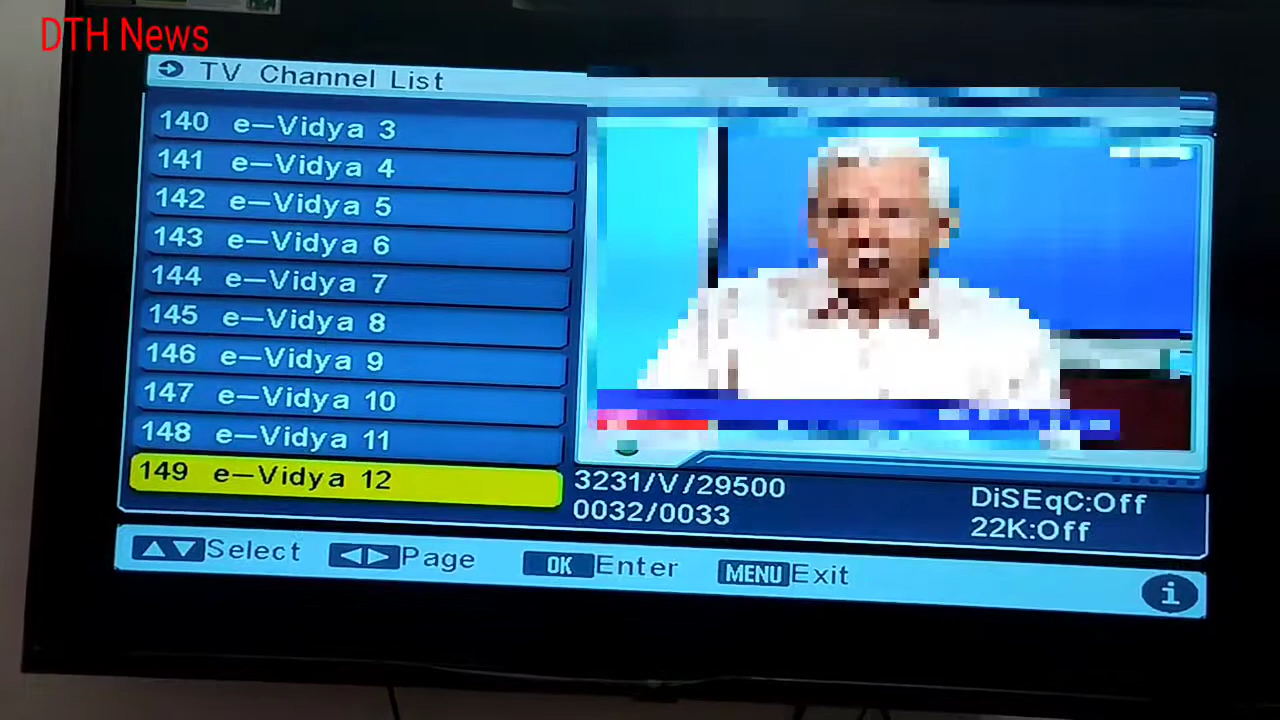 DTH News
TV Channel List
140 e–Vidya 3
141 e–Vidya 4
142 e–Vidya 5
143 e–Vidya 6
144 e–Vidya 7
145 e–Vidya 8
146 e–Vidya 9
147 e–Vidya 10
148 e–Vidya 11
149 e–Vidya 12
3231/V/29500
0032/0033
DiSEqC:Off
22K:Off
Select
Page
OK Enter
MENU Exit
i